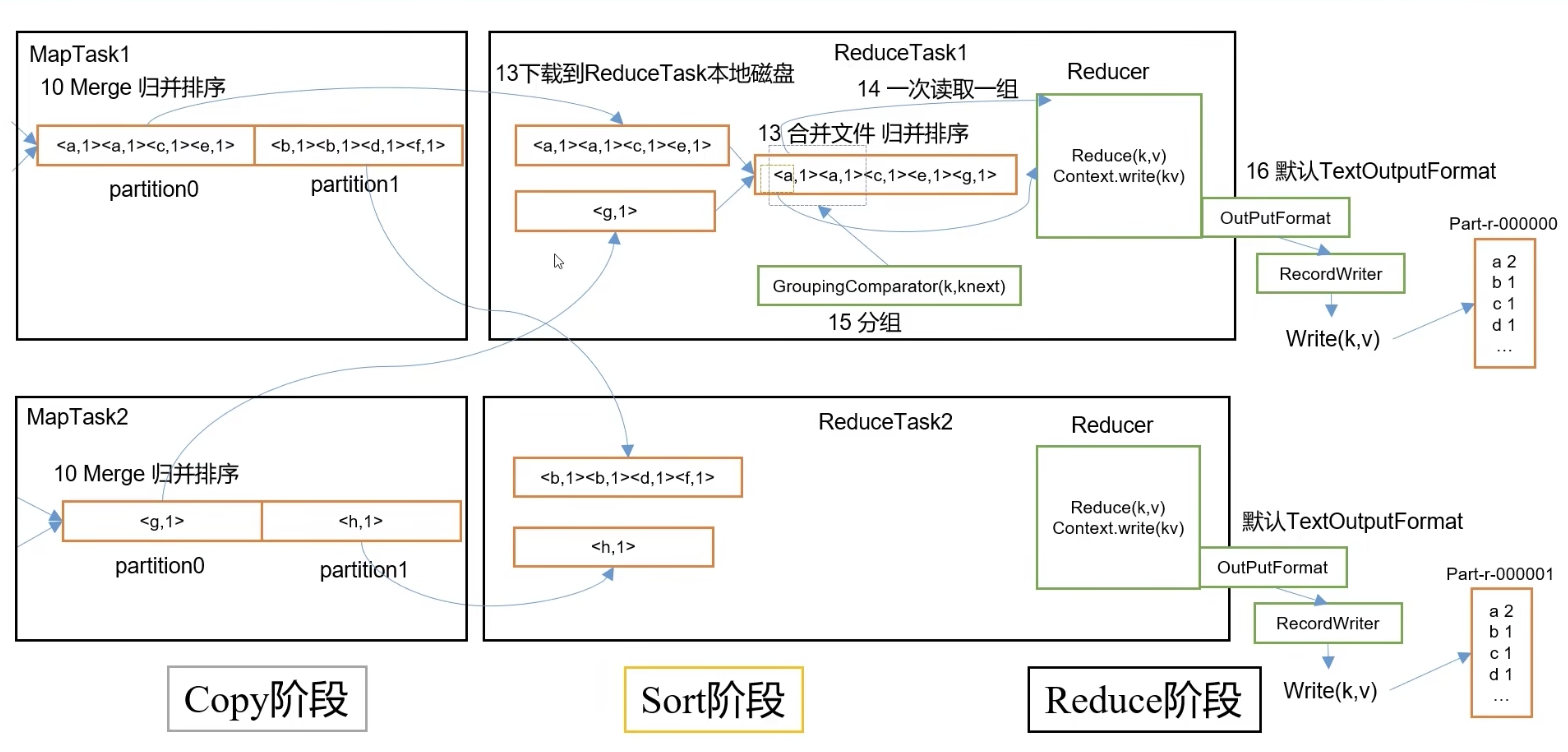 MapTask1
10 Merge 归并排序
<a,1><a,1><c,1><e,1>
<b,1><b,1><d,1><f,1>
partition0
partition1
ReduceTask1
13下载到ReduceTask本地磁盘
14 一次读取一组
Reducer
<a,1><a,1><c,1><e,1>
13 合并文件 归并排序
<a,1><a,1><c,1><e,1><g,1>
<g,1>
Reduce(k,v)
Context.write(kv)
GroupingComparator(k,knext)
15 分组
16 默认TextOutputFormat
OutPutFormat
RecordWriter
Write(k,v)
Part-r-000000
a 2
b 1
c 1
d 1
...
MapTask2
10 Merge 归并排序
<g,1>
<h,1>
partition0
partition1
ReduceTask2
Reducer
<b,1><b,1><d,1><f,1>
<h,1>
Reduce(k,v)
Context.write(kv)
默认TextOutputFormat
OutPutFormat
RecordWriter
Write(k,v)
Part-r-000001
a 2
b 1
c 1
d 1
...
Copy阶段
Sort阶段
Reduce阶段